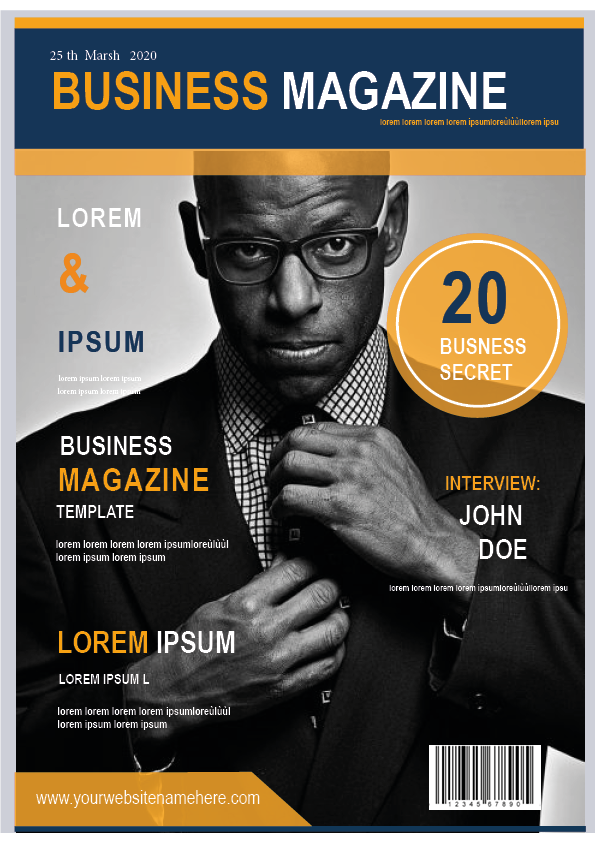 25 th Marsh 2020
BUSINESS MAGAZINE
lorem lorem lorem lorem ipsumloreùlùùllorem ipsu
LOREM
&
IPSUM
lorem ipsum lorem ipsum
lorem ipsum lorem ipsum
20
BUSNESS
SECRET
BUSINESS
MAGAZINE
TEMPLATE
lorem lorem lorem lorem ipsumloreùlùùl
lorem ipsum lorem ipsum
INTERVIEW:
JOHN
DOE
lorem lorem lorem lorem ipsumloreùlùùllorem ipsu
LOREM IPSUM
LOREM IPSUM L
lorem lorem lorem lorem ipsumloreùlùùl
lorem ipsum lorem ipsum
1234567890
www.yourwebsitenamehere.com